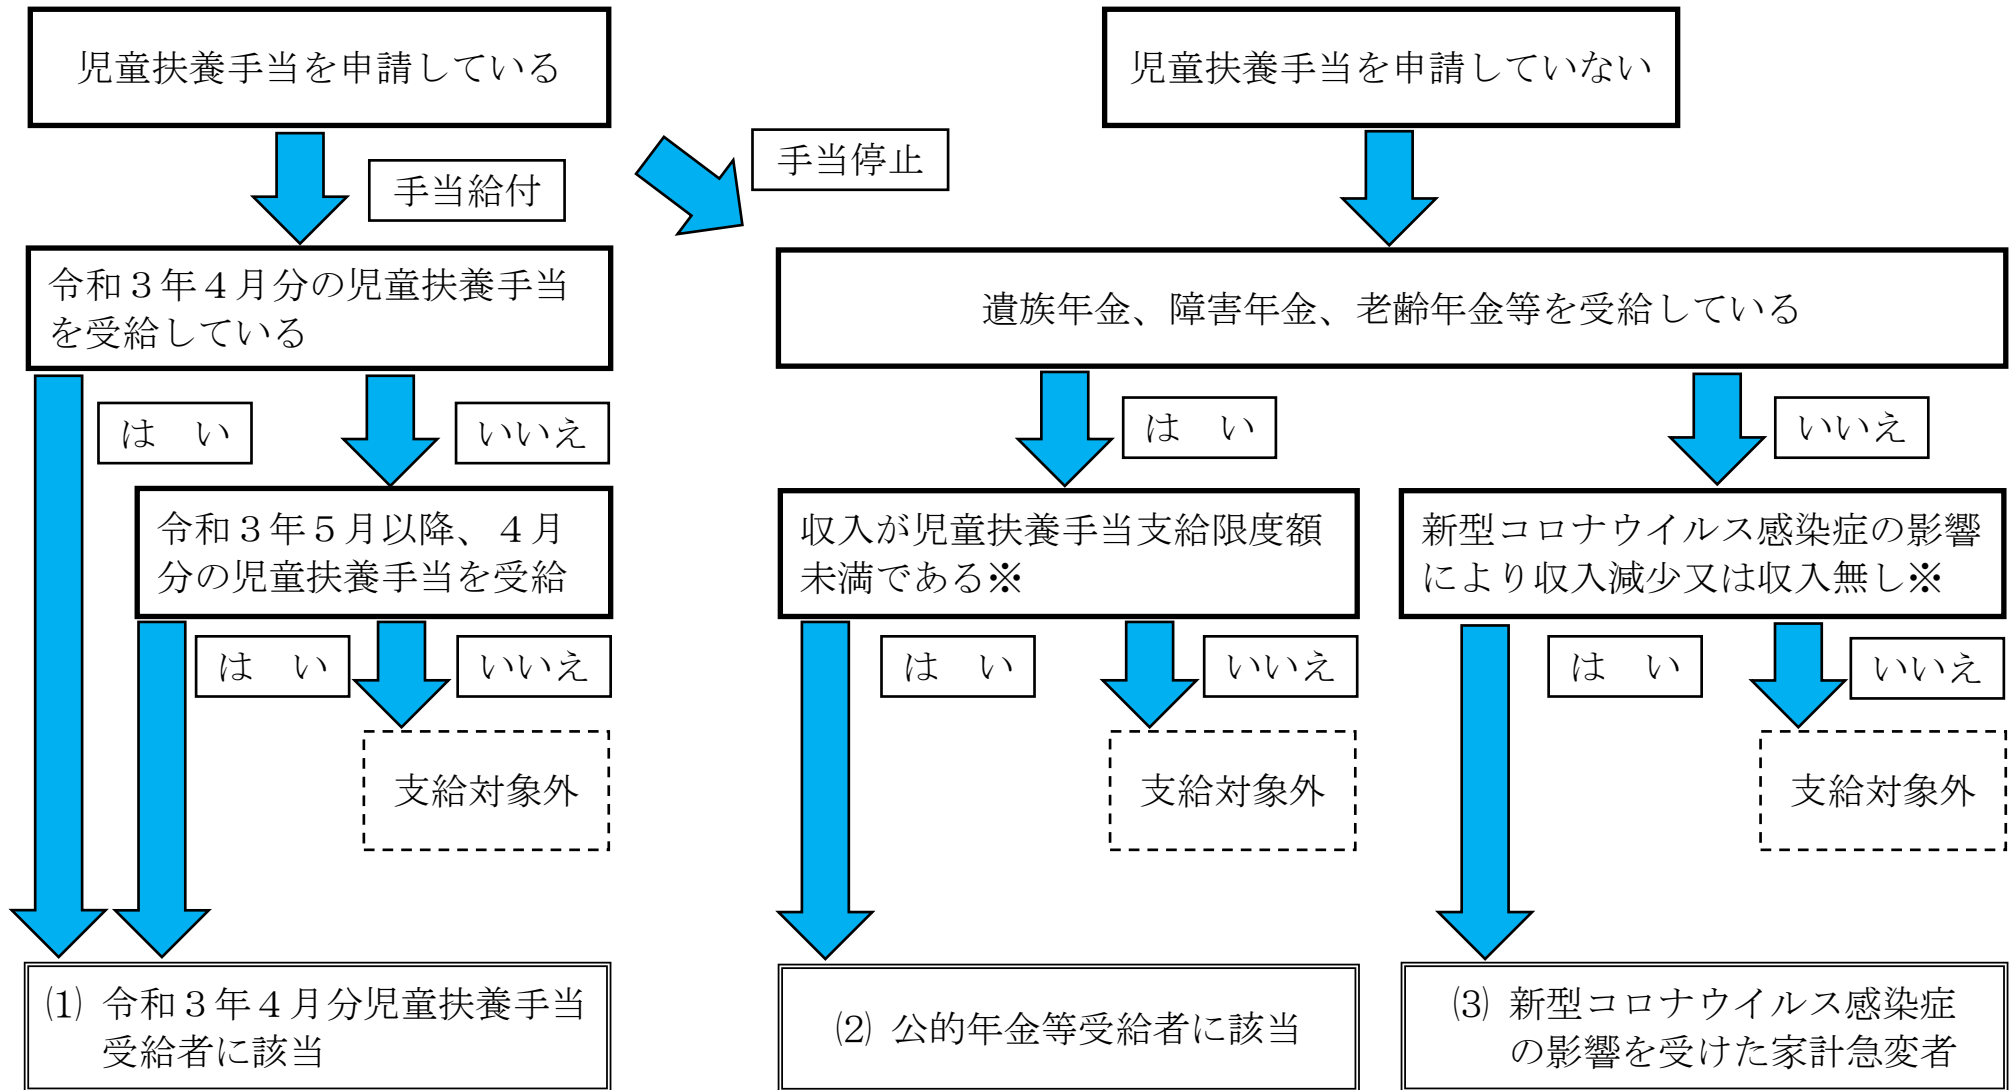 児童扶養手当を申請している
児童扶養手当を申請していない
手当給付
手当停止
令和３年４月分の児童扶養手当
を受給している
遺族年金、障害年金、老齢年金等を受給している
は　い
いいえ
は　い
いいえ
令和３年５月以降、４月
分の児童扶養手当を受給
収入が児童扶養手当支給限度額
未満である※
新型コロナウイルス感染症の影響
により収入減少又は収入無し※
は　い
いいえ
は　い
いいえ
は　い
いいえ
支給対象外
支給対象外
支給対象外
⑴ 令和３年４月分児童扶養手当
受給者に該当
⑵ 公的年金等受給者に該当
⑶ 新型コロナウイルス感染症
の影響を受けた家計急変者